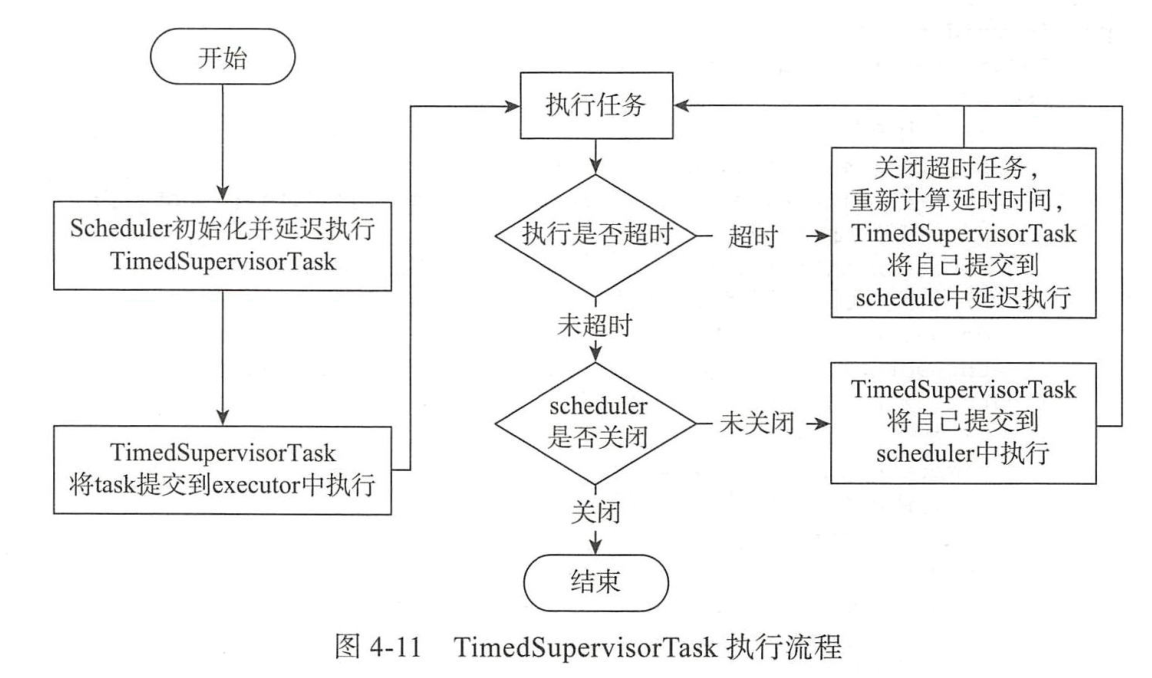 开始
Scheduler初始化并延迟执行
TimedSupervisorTask
TimedSupervisorTask
将task提交到executor中执行
执行任务
执行是否超时
超时
关闭超时任务，
重新计算延时时间，
TimedSupervisorTask
将自己提交到
schedule中延迟执行
未超时
scheduler
是否关闭
未关闭
TimedSupervisorTask
将自己提交到
scheduler中执行
关闭
结束
图 4-11 TimedSupervisorTask 执行流程